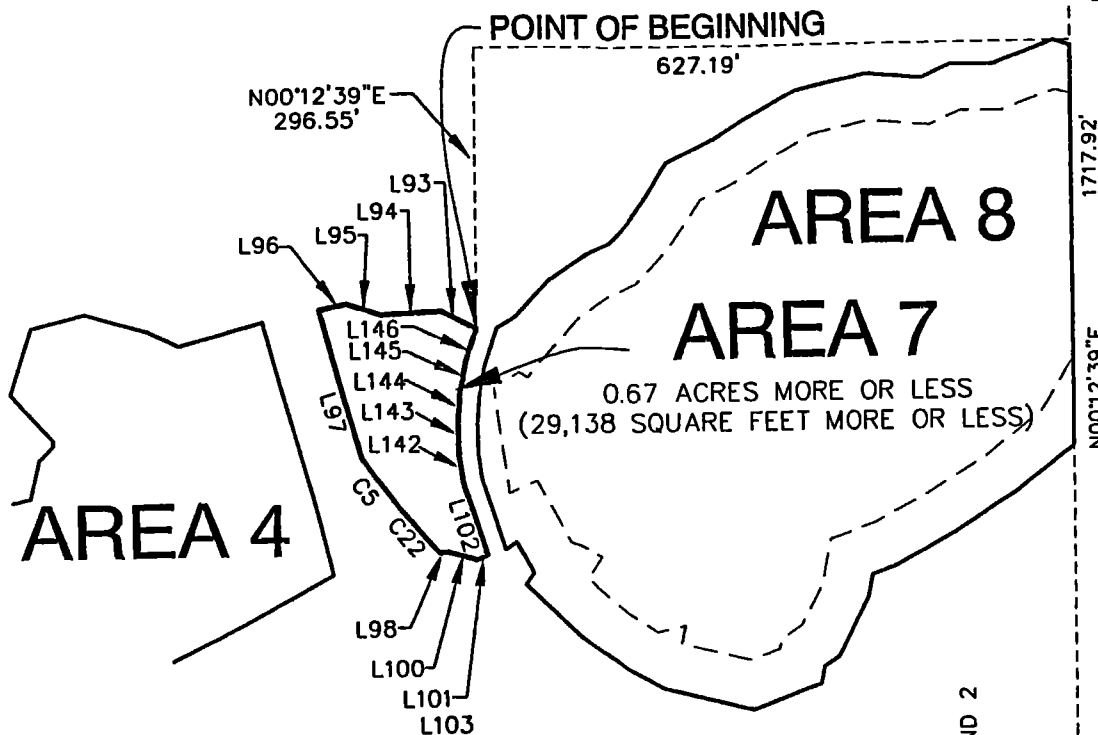 POINT OF BEGINNING
627.19'
N00°12'39"E
296.55'
1717.92'
L93
L94
L95
L96
AREA 8
AREA 7
0.67 ACRES MORE OR LESS
(29,138 SQUARE FEET MORE OR LESS)
N00°12'39"E
L146
L145
L144
L143
L142
L97
C5
C22
L102
AREA 4
L98
L100
L101
L103
ND 2